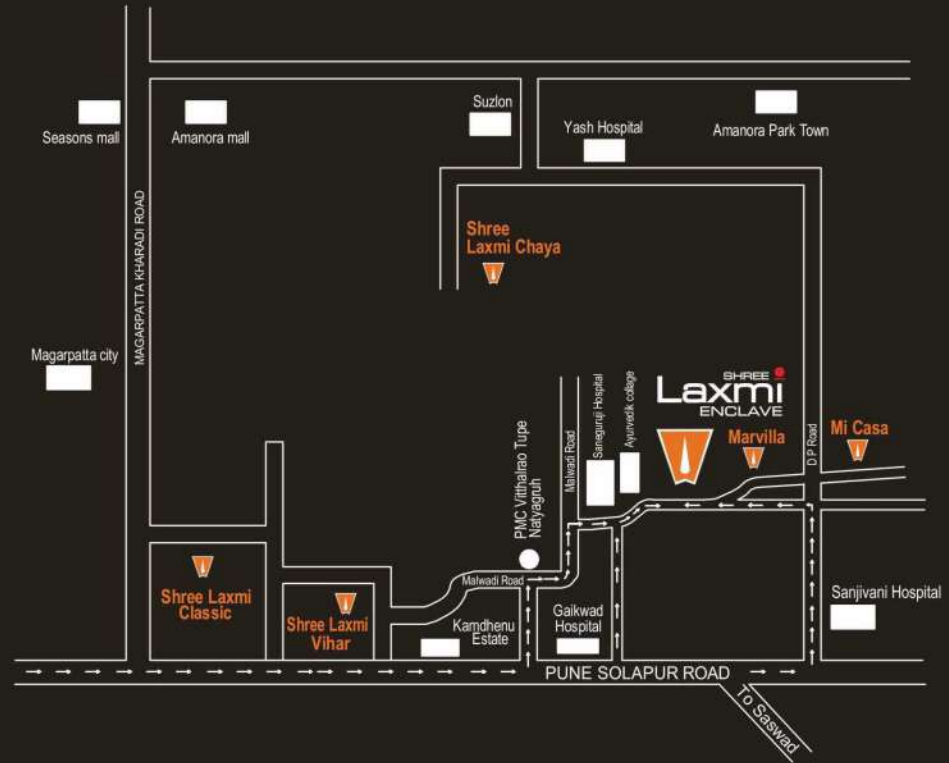 Seasons mall
Amanora mall
Suzlon
Yash Hospital
Amanora Park Town
MAGARPATTA KHARADI ROAD
Shree
Laxmi Chaya
Magarpatta city
SHREE
Laxmi
ENCLAVE
Marvilla
Mi Casa
D P Road
Malwadi Road
Saneguruji Hospital
Ayurvedik collage
PMC Vitthalrao Tupe
Natyagruh
Malwadi Road
Shree Laxmi
Classic
Shree Laxmi
Vihar
Kamdhenu
Estate
Gaikwad
Hospital
Sanjivani Hospital
PUNE SOLAPUR ROAD
To Saswad